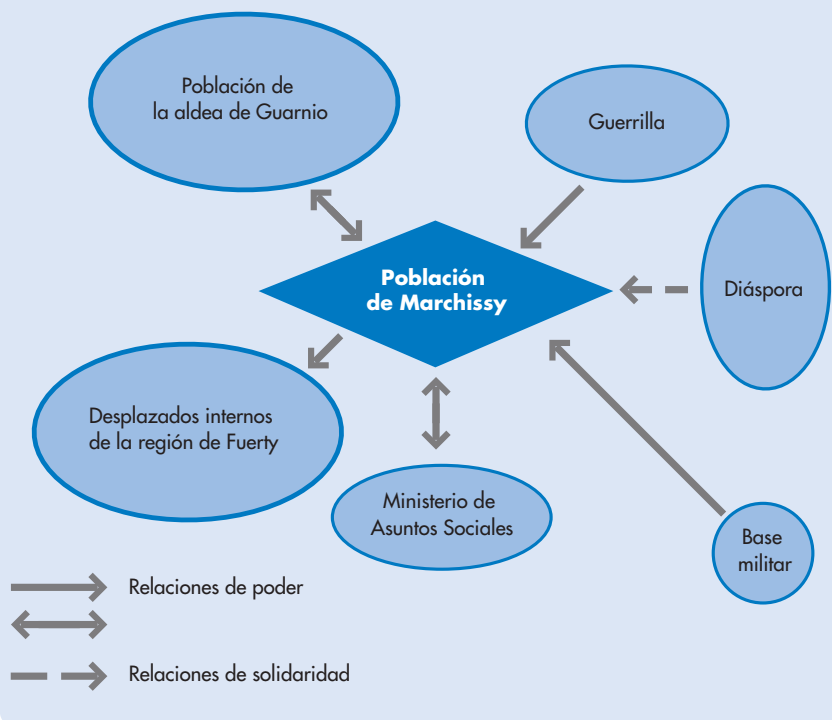 Población de
la aldea de Guarnio
Guerrilla
Diáspora
Población
de Marchissy
Desplazados internos
de la región de Fuerty
Ministerio de
Asuntos Sociales
Base
militar
Relaciones de poder
Relaciones de solidaridad